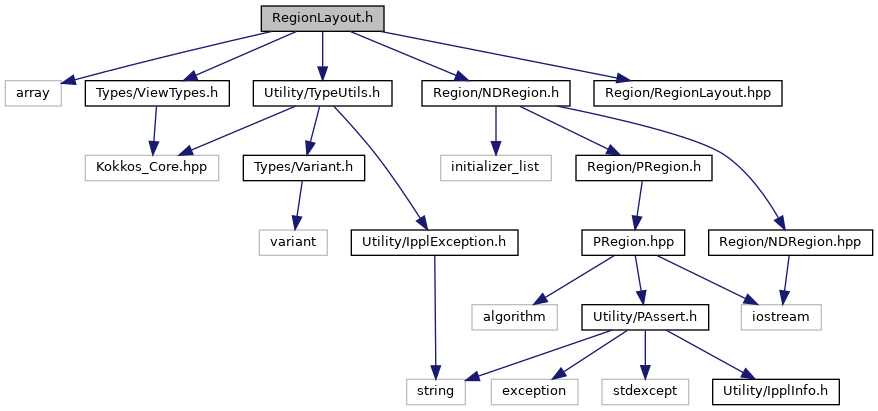 RegionLayout.h
array
Types/ViewTypes.h
Utility/TypeUtils.h
Region/NDRegion.h
Region/RegionLayout.hpp
Kokkos_Core.hpp
Types/Variant.h
initializer_list
Region/PRegion.h
variant
Utility/IpplException.h
PRegion.hpp
Region/NDRegion.hpp
algorithm
Utility/PAssert.h
iostream
string
exception
stdexcept
Utility/IpplInfo.h